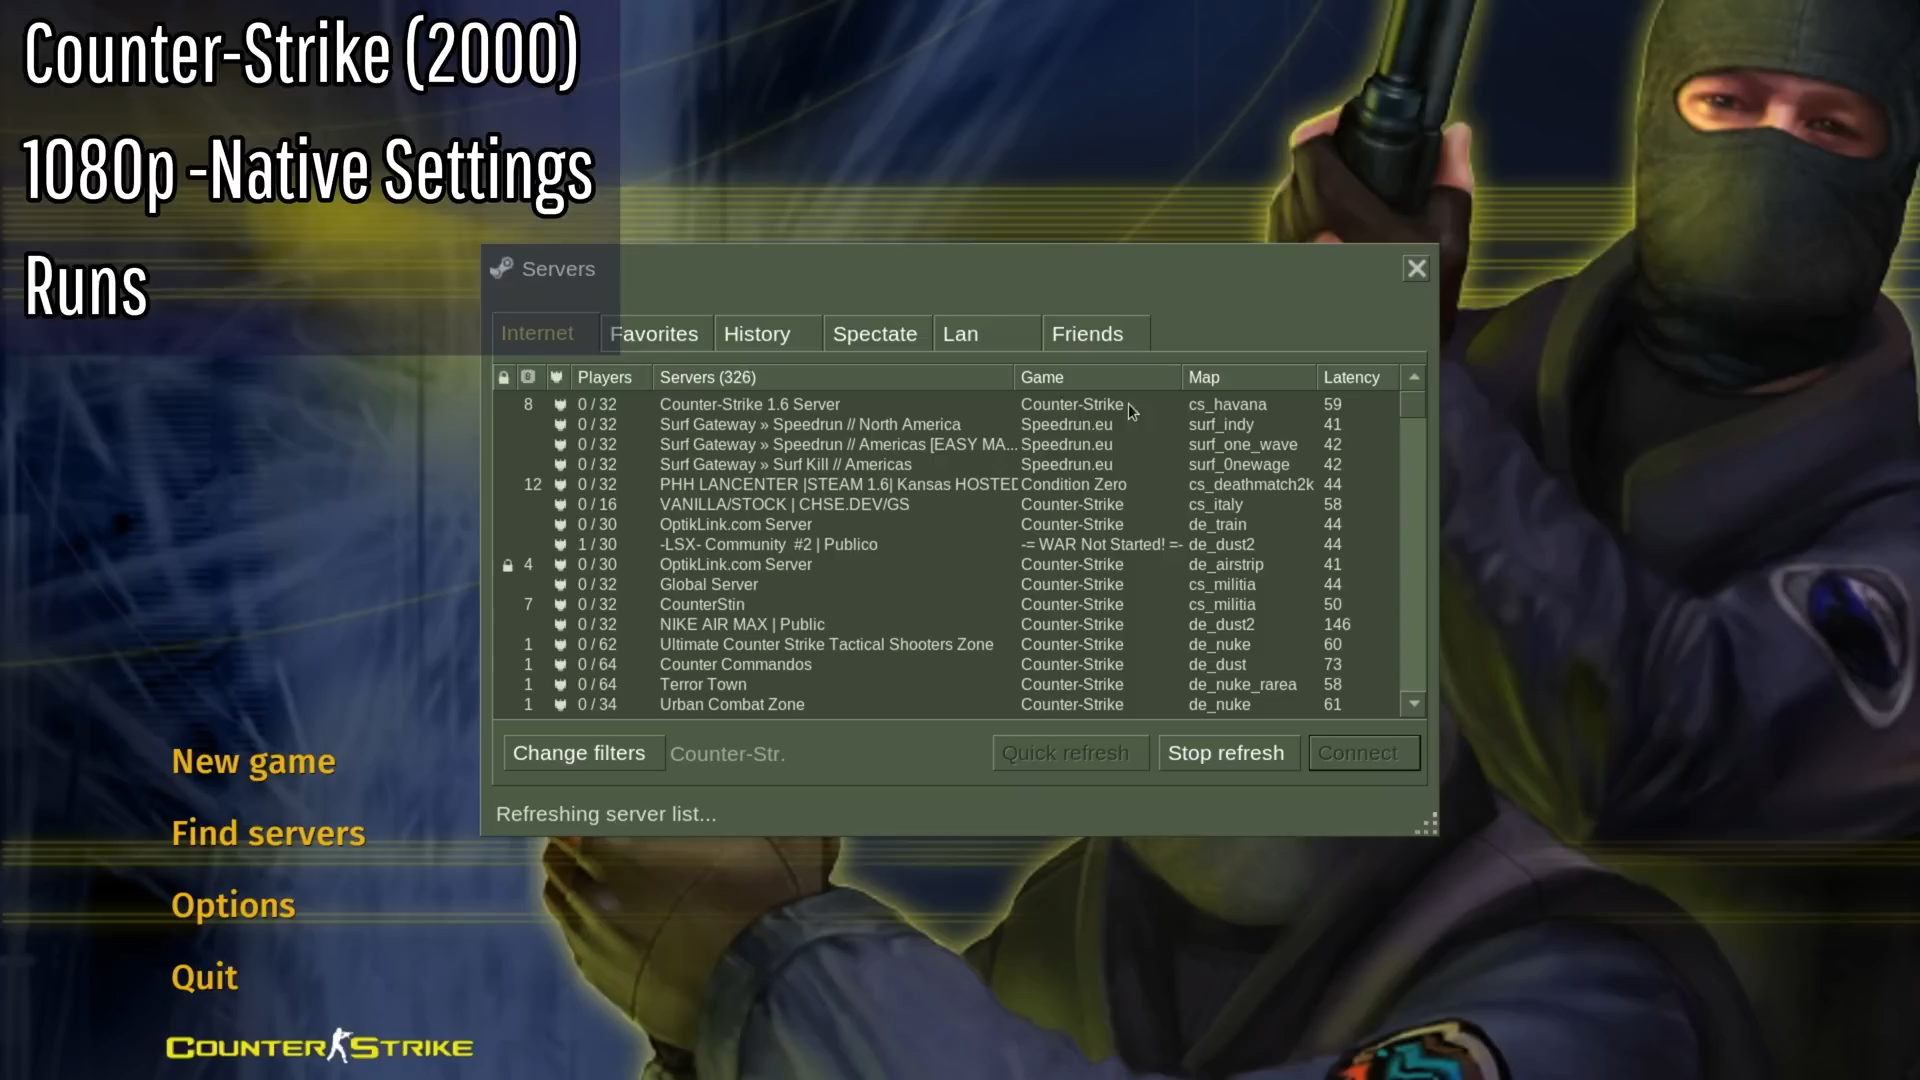 Counter-Strike (2000)
1080p -Native Settings
Runs
Servers
Internet Favorites History Spectate Lan Friends
Players Servers (326) Game Map Latency
8 0 / 32 Counter-Strike 1.6 Server Counter-Strike cs_havana 59
0 / 32 Surf Gateway » Speedrun // North America Speedrun.eu surf_indy 41
0 / 32 Surf Gateway » Speedrun // Americas [EASY MA... Speedrun.eu surf_one_wave 42
0 / 32 Surf Gateway » Surf Kill // Americas Speedrun.eu surf_0newage 42
12 0 / 32 PHH LANCENTER |STEAM 1.6| Kansas HOSTED Condition Zero cs_deathmatch2k 44
0 / 16 VANILLA/STOCK | CHSE.DEV/GS Counter-Strike cs_italy 58
0 / 30 OptikLink.com Server Counter-Strike de_train 44
1 / 30 -LSX- Community #2 | Publico -= WAR Not Started! =- de_dust2 44
4 0 / 30 OptikLink.com Server Counter-Strike de_airstrip 41
0 / 32 Global Server Counter-Strike cs_militia 44
7 0 / 32 CounterStin Counter-Strike cs_militia 50
0 / 32 NIKE AIR MAX | Public Counter-Strike de_dust2 146
1 0 / 62 Ultimate Counter Strike Tactical Shooters Zone Counter-Strike de_nuke 60
1 0 / 64 Counter Commandos Counter-Strike de_dust 73
1 0 / 64 Terror Town Counter-Strike de_nuke_rarea 58
1 0 / 34 Urban Combat Zone Counter-Strike de_nuke 61
Change filters Counter-Str. Quick refresh Stop refresh Connect
Refreshing server list...
New game
Find servers
Options
Quit
COUNTER STRIKE